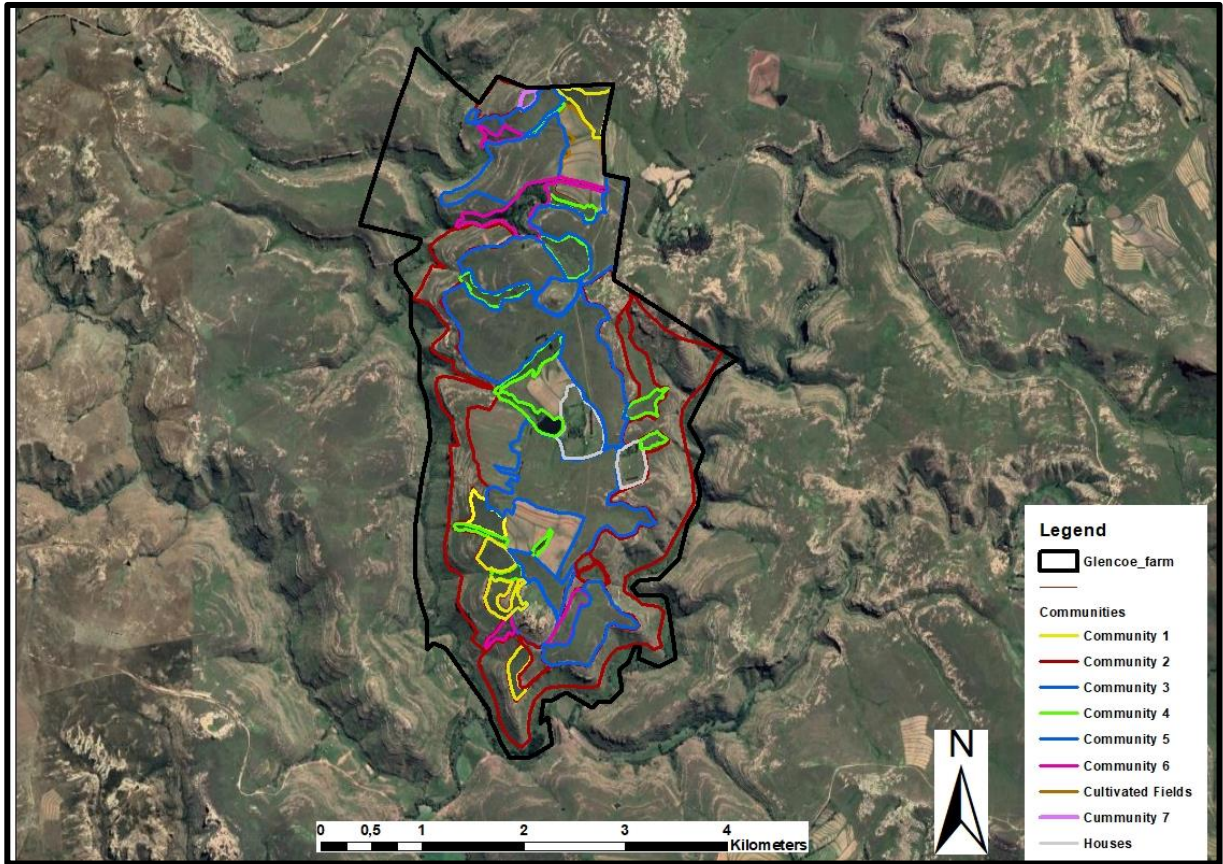 Legend
Glencoe_farm
Communities
Community 1
Community 2
Community 3
Community 4
Community 5
Community 6
Cultivated Fields
Cummunity 7
Houses
N
0 0,5 1 2 3 4
Kilometers